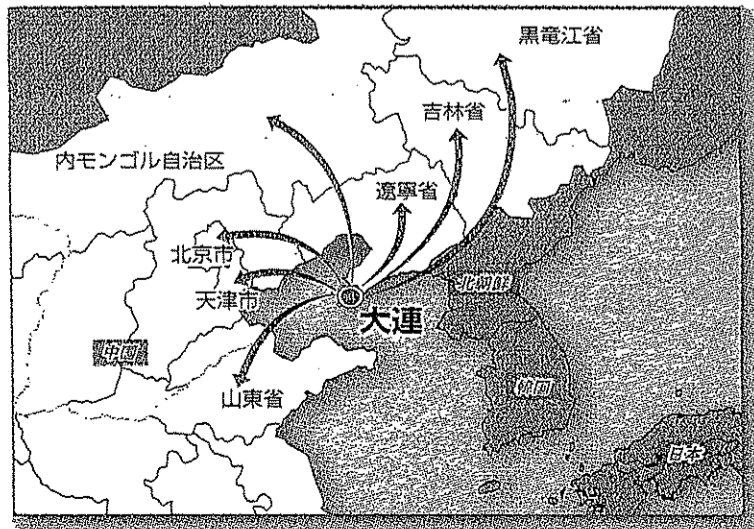 黒竜江省
吉林省
内モンゴル自治区
遼寧省
北京市
天津市
北朝鮮
大連
中国
韓国
山東省
日本